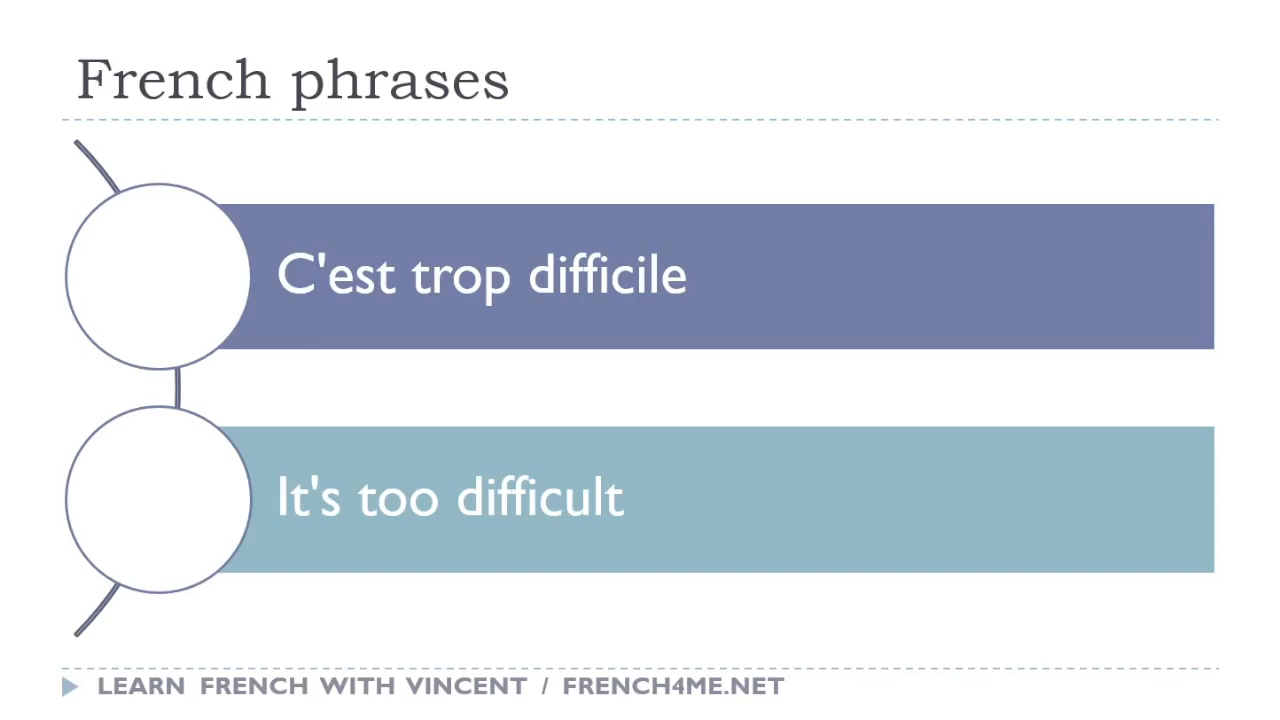 French phrases
C'est trop difficile
It's too difficult
LEARN FRENCH WITH VINCENT / FRENCH4ME.NET